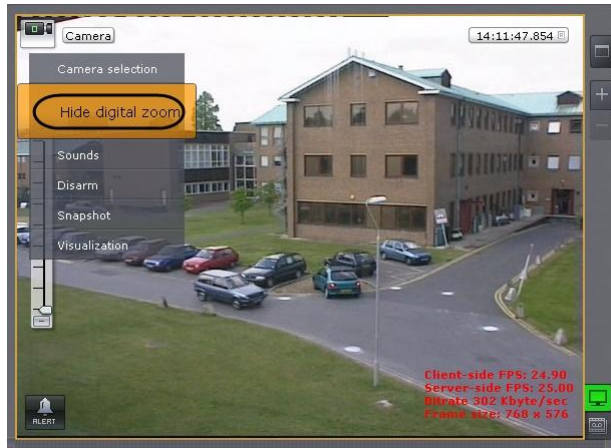 Camera
14:11:47.854
Camera selection
Hide digital zoom
Sounds
Disarm
Snapshot
Visualization
Client-side FPS: 24.90
Server-side FPS: 25.00
Bitrate 302 Kbyte/sec
Frame size: 768 x 576
ALERT